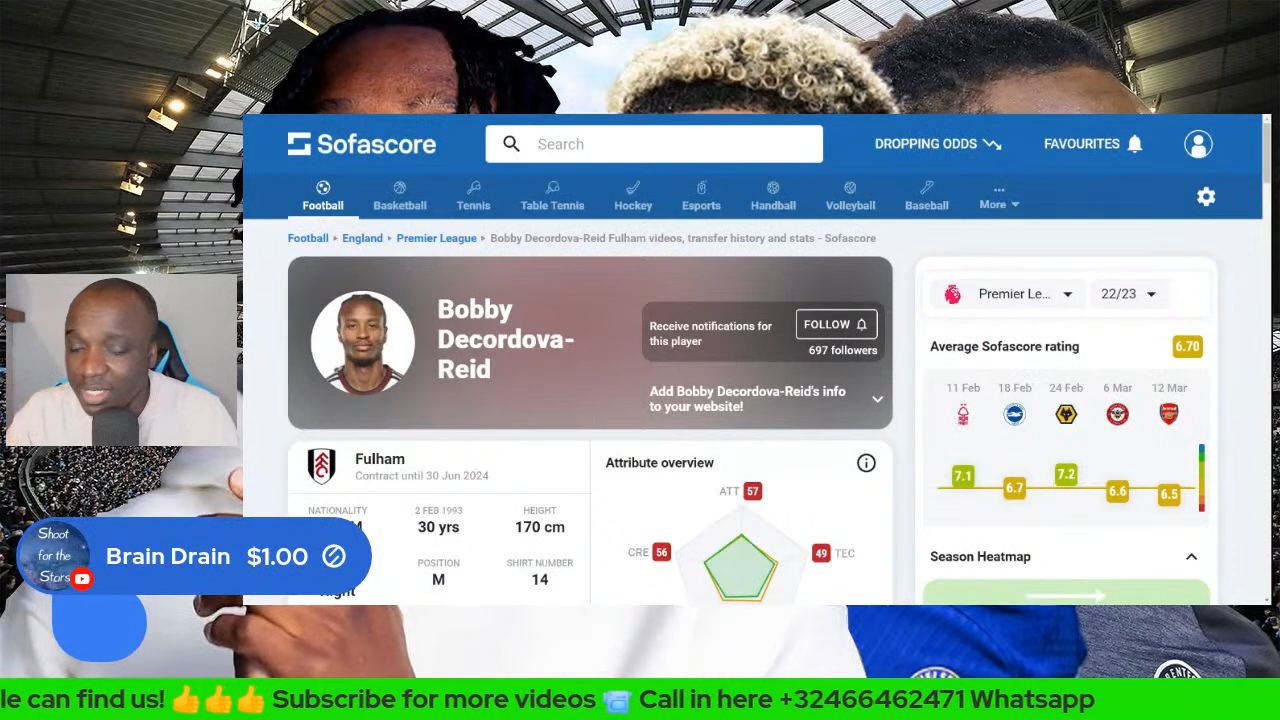 Sofascore
Search
DROPPING ODDS
FAVOURITES
Football
Basketball
Tennis
Table Tennis
Hockey
Esports
Handball
Volleyball
Baseball
More
Football
England
Premier League
Bobby Decordova-Reid Fulham videos, transfer history and stats - Sofascore
Bobby
Decordova-
Reid
Receive notifications for
this player
FOLLOW
697 followers
Add Bobby Decordova-Reid's info
to your website!
Premier Le...
22/23
Average Sofascore rating
6.70
11 Feb
18 Feb
24 Feb
6 Mar
12 Mar
7.1
6.7
7.2
6.6
6.5
Season Heatmap
Fulham
Contract until 30 Jun 2024
NATIONALITY
2 FEB 1993
30 yrs
HEIGHT
170 cm
POSITION
M
SHIRT NUMBER
14
Attribute overview
ATT 57
CRE 56
49 TEC
Shoot
for the
Stars
Brain Drain $1.00
le can find us! 👍👍👍 Subscribe for more videos Call in here +32466462471 Whatsapp